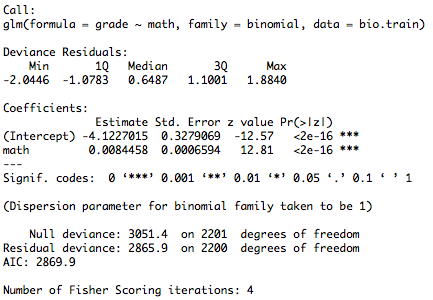 Call:
glm(formula = grade ~ math, family = binomial, data = bio.train)
Deviance Residuals:
Min 1Q Median 3Q Max
-2.0446 -1.0783 0.6487 1.1001 1.8840
Coefficients:
Estimate Std. Error z value Pr(>|z|)
(Intercept) -4.1227015 0.3279069 -12.57 <2e-16 ***
math 0.0084458 0.0006594 12.81 <2e-16 ***
---
Signif. codes: 0 ‘***’ 0.001 ‘**’ 0.01 ‘*’ 0.05 ‘.’ 0.1 ‘ ’ 1
(Dispersion parameter for binomial family taken to be 1)
Null deviance: 3051.4 on 2201 degrees of freedom
Residual deviance: 2865.9 on 2200 degrees of freedom
AIC: 2869.9
Number of Fisher Scoring iterations: 4